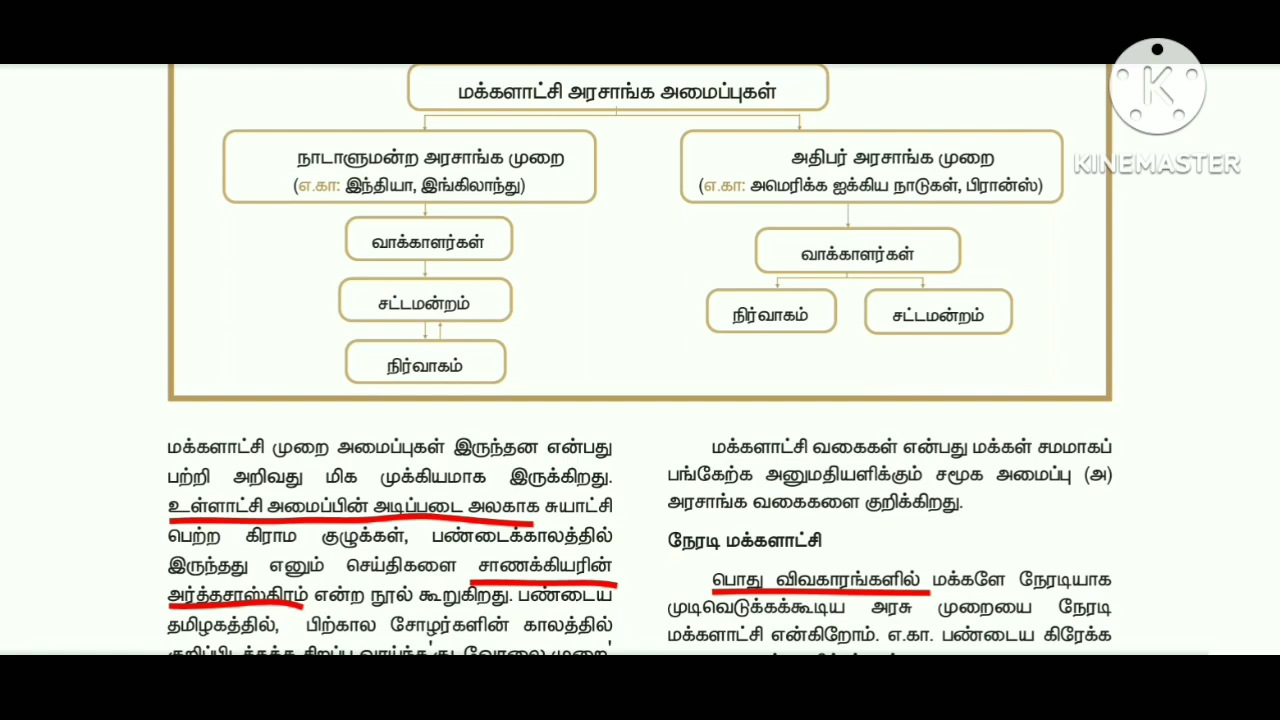 மக்களாட்சி அரசாங்க அமைப்புகள்
நாடாளுமன்ற அரசாங்க முறை
(எ.கா: இந்தியா, இங்கிலாந்து)
வாக்காளர்கள்
சட்டமன்றம்
நிர்வாகம்
அதிபர் அரசாங்க முறை
(எ.கா: அமெரிக்க ஐக்கிய நாடுகள், பிரான்ஸ்)
வாக்காளர்கள்
நிர்வாகம்
சட்டமன்றம்
K
KINEMASTER
மக்களாட்சி முறை அமைப்புகள் இருந்தன என்பது
பற்றி அறிவது மிக முக்கியமாக இருக்கிறது.
உள்ளாட்சி அமைப்பின் அடிப்படை அலகாக சுயாட்சி
பெற்ற கிராம குழுக்கள், பண்டைக்காலத்தில்
இருந்தது எனும் செய்திகளை சாணக்கியரின்
அர்த்தசாஸ்திரம் என்ற நூல் கூறுகிறது. பண்டைய
தமிழகத்தில், பிற்கால சோழர்களின் காலத்தில்
மக்களாட்சி வகைகள் என்பது மக்கள் சமமாகப்
பங்கேற்க அனுமதியளிக்கும் சமூக அமைப்பு (அ)
அரசாங்க வகைகளை குறிக்கிறது.
நேரடி மக்களாட்சி
பொது விவகாரங்களில் மக்களே நேரடியாக
முடிவெடுக்கக்கூடிய அரசு முறையை நேரடி
மக்களாட்சி என்கிறோம். எ.கா. பண்டைய கிரேக்க